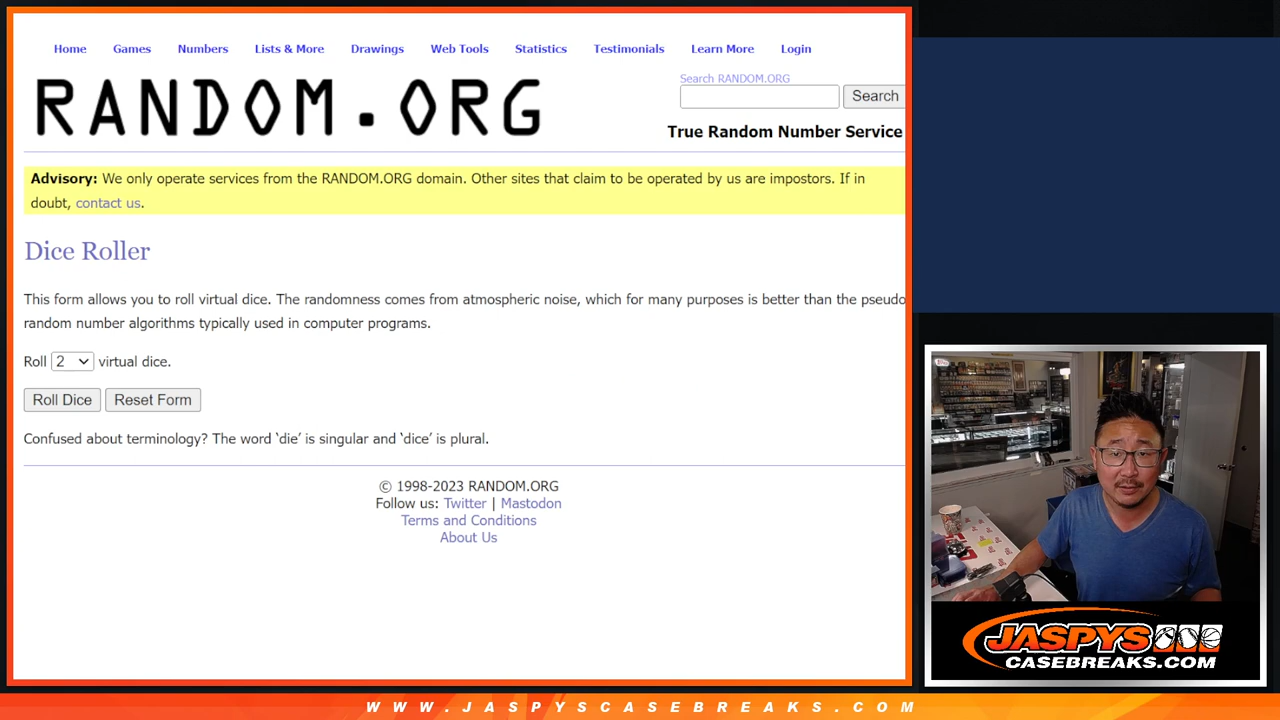 Home Games Numbers Lists & More Drawings Web Tools Statistics Testimonials Learn More Login
RANDOM.ORG
Search RANDOM.ORG
Search
True Random Number Service
Advisory: We only operate services from the RANDOM.ORG domain. Other sites that claim to be operated by us are impostors. If in
doubt, contact us.
Dice Roller
This form allows you to roll virtual dice. The randomness comes from atmospheric noise, which for many purposes is better than the pseudo
random number algorithms typically used in computer programs.
Roll 2 virtual dice.
Roll Dice Reset Form
Confused about terminology? The word ‘die’ is singular and ‘dice’ is plural.
© 1998-2023 RANDOM.ORG
Follow us: Twitter | Mastodon
Terms and Conditions
About Us
JASPYS
CASEBREAKS.COM
WWW.JASPYSCASEBREAKS.COM